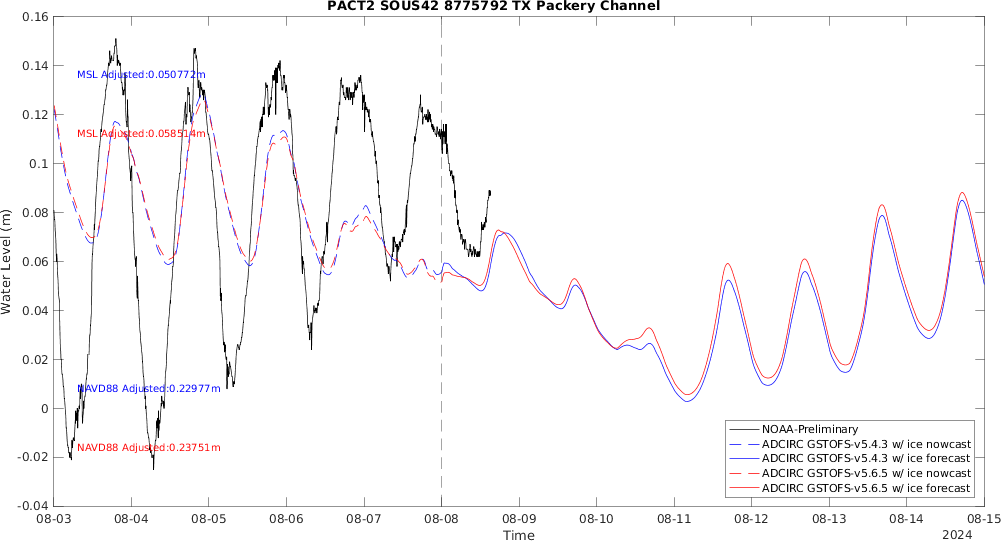 PACT2 SOUS42 8775792 TX Packery Channel
0.16
0.14
0.12
0.1
0.08
0.06
0.04
0.02
0
-0.02
-0.04
Water Level (m)
MSL Adjusted:0.050772m
MSL Adjusted:0.058514m
NAVD88 Adjusted:0.22977m
NAVD88 Adjusted:0.23751m
NOAA-Preliminary
ADCIRC GSTOFS-v5.4.3 w/ ice nowcast
ADCIRC GSTOFS-v5.4.3 w/ ice forecast
ADCIRC GSTOFS-v5.6.5 w/ ice nowcast
ADCIRC GSTOFS-v5.6.5 w/ ice forecast
08-03 08-04 08-05 08-06 08-07 08-08 08-09 08-10 08-11 08-12 08-13 08-14 08-15
Time
2024